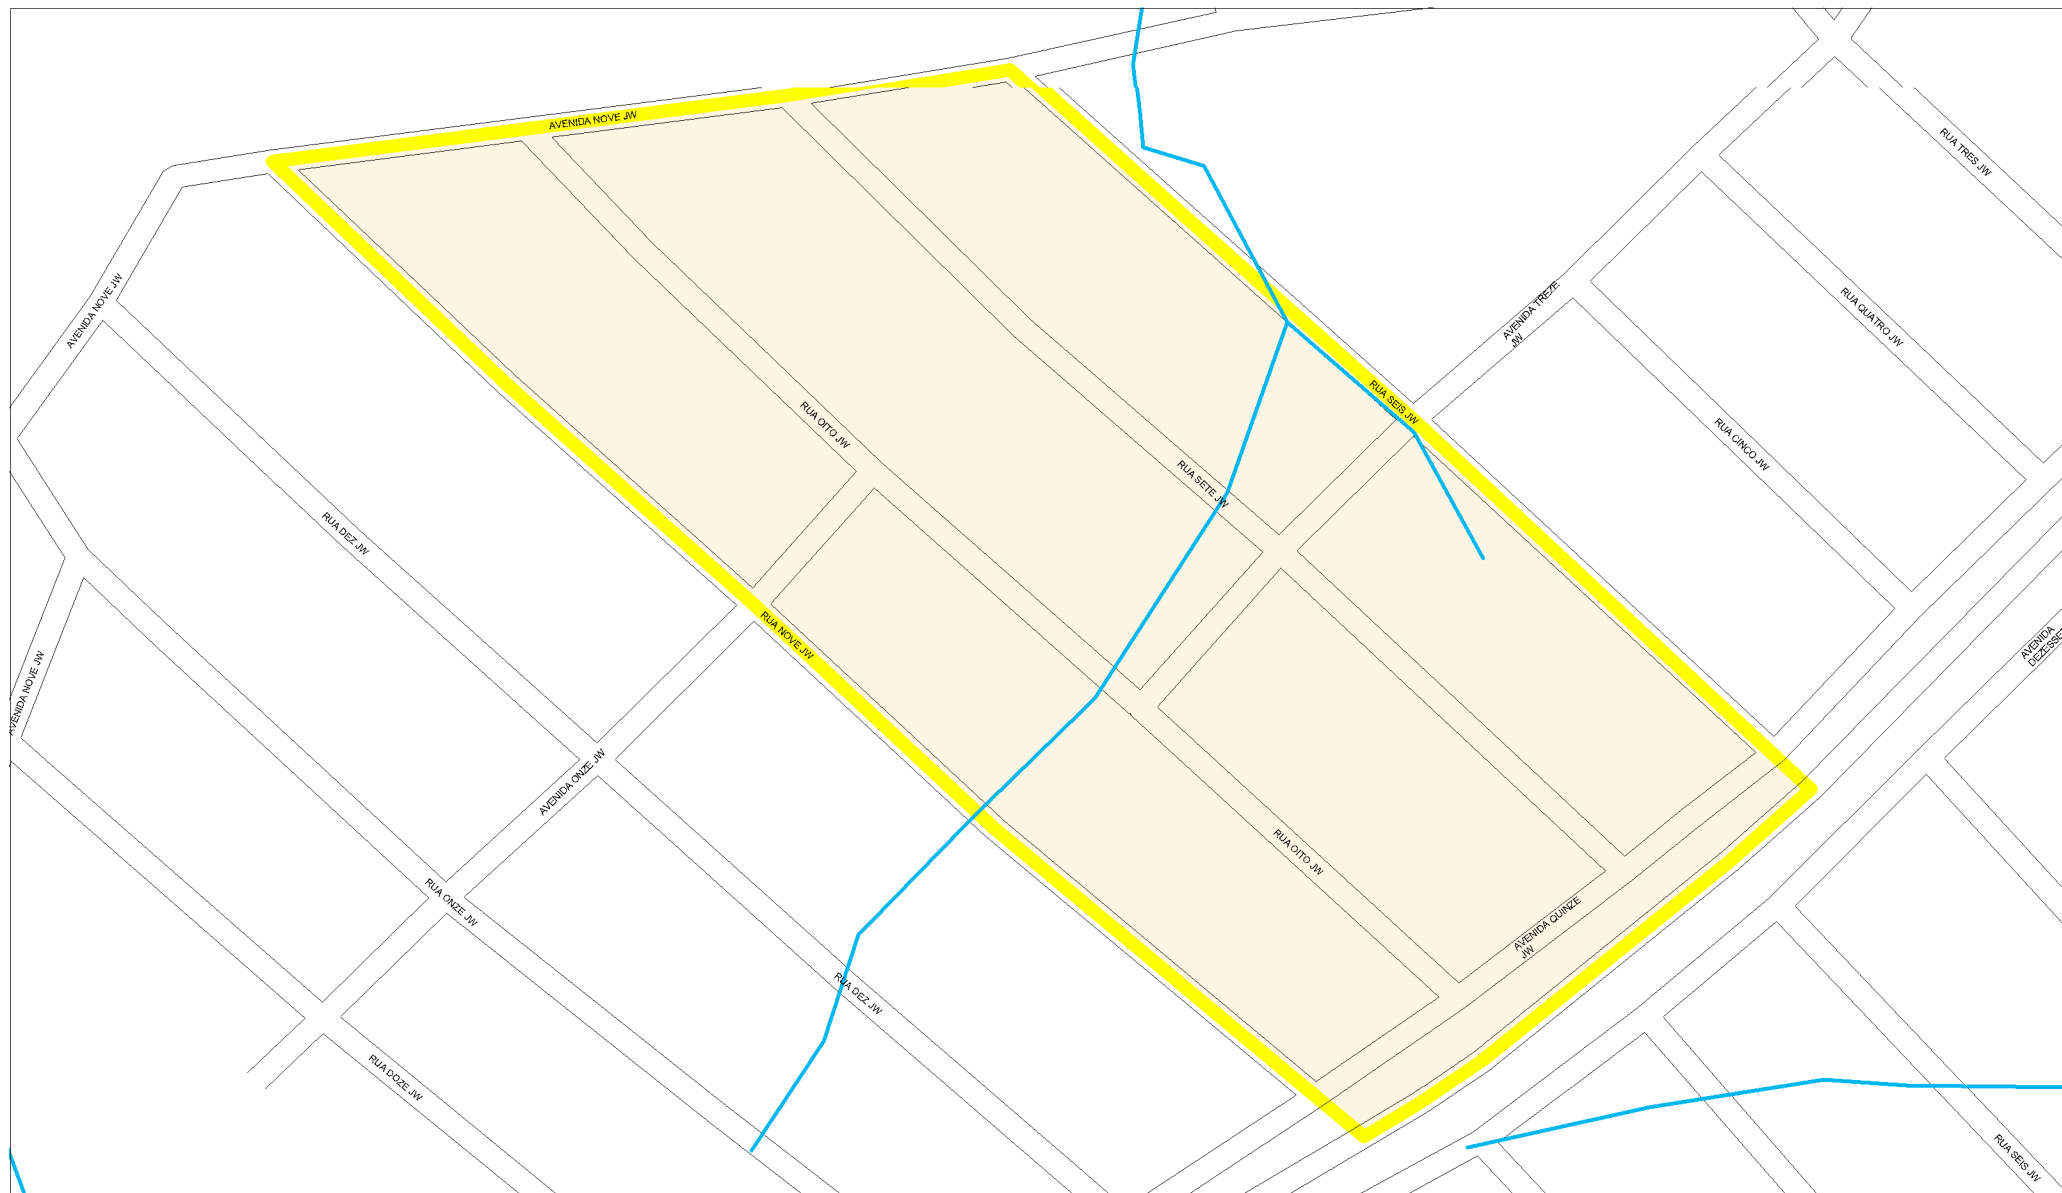 AVENIDA NOVE JW
RUA TRES JW
AVENIDA NOVE JW
AVENIDA TREZE
JW
RUA QUATRO JW
RUA SEIS JW
RUA OITO JW
RUA CINCO JW
RUA SETE JW
RUA DEZ JW
RUA NOVE JW
AVENIDA
AVENIDA NOVE JW
AVENIDA ONZE JW
RUA OITO JW
RUA ONZE JW
AVENIDA QUINZE
JW
RUA DEZ JW
RUA DOZE JW
RUA SEIS JW